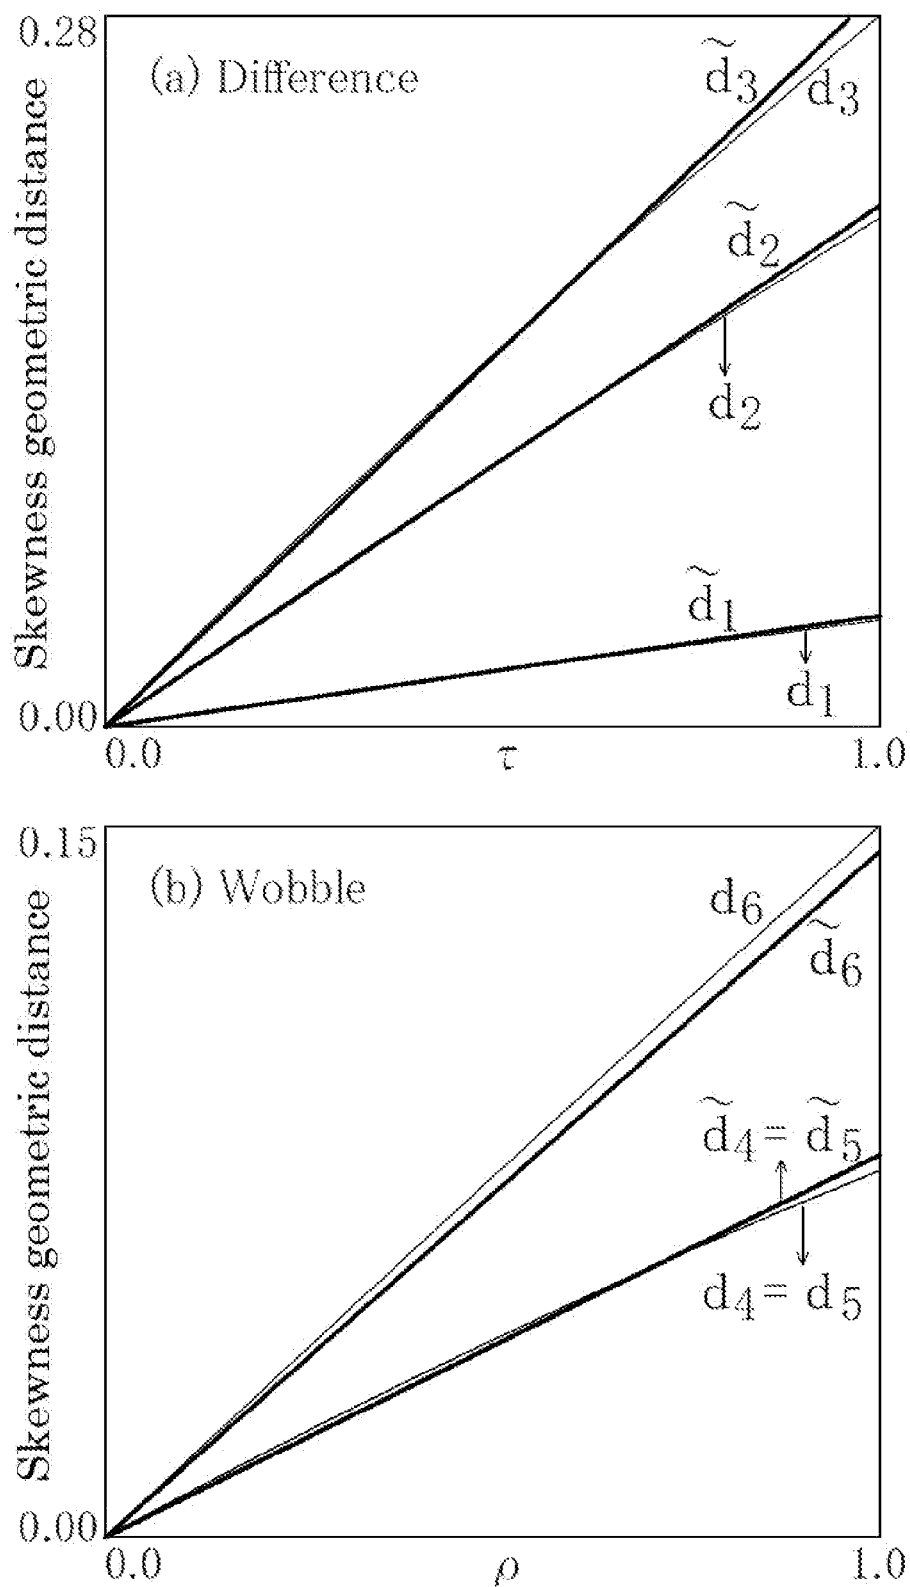 0.28
(a) Difference
d̃3
d3
d̃2
d2
d̃1
d1
Skewness geometric distance
0.00
0.0
τ
1.0
0.15
(b) Wobble
d6
d̃6
d̃4 = d̃5
d4 = d5
Skewness geometric distance
0.00
0.0
ρ
1.0